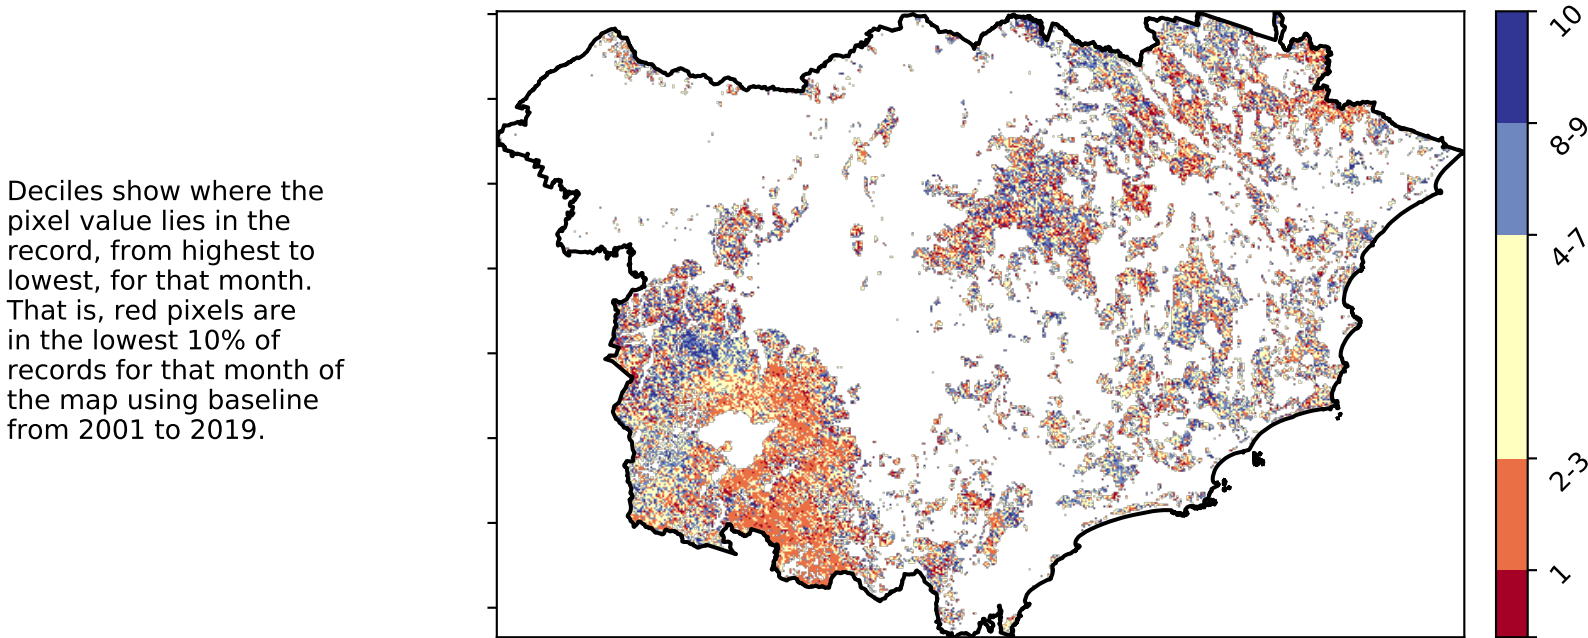 Deciles show where the
pixel value lies in the
record, from highest to
lowest, for that month.
That is, red pixels are
in the lowest 10% of
records for that month of
the map using baseline
from 2001 to 2019.
10
8-9
4-7
2-3
1